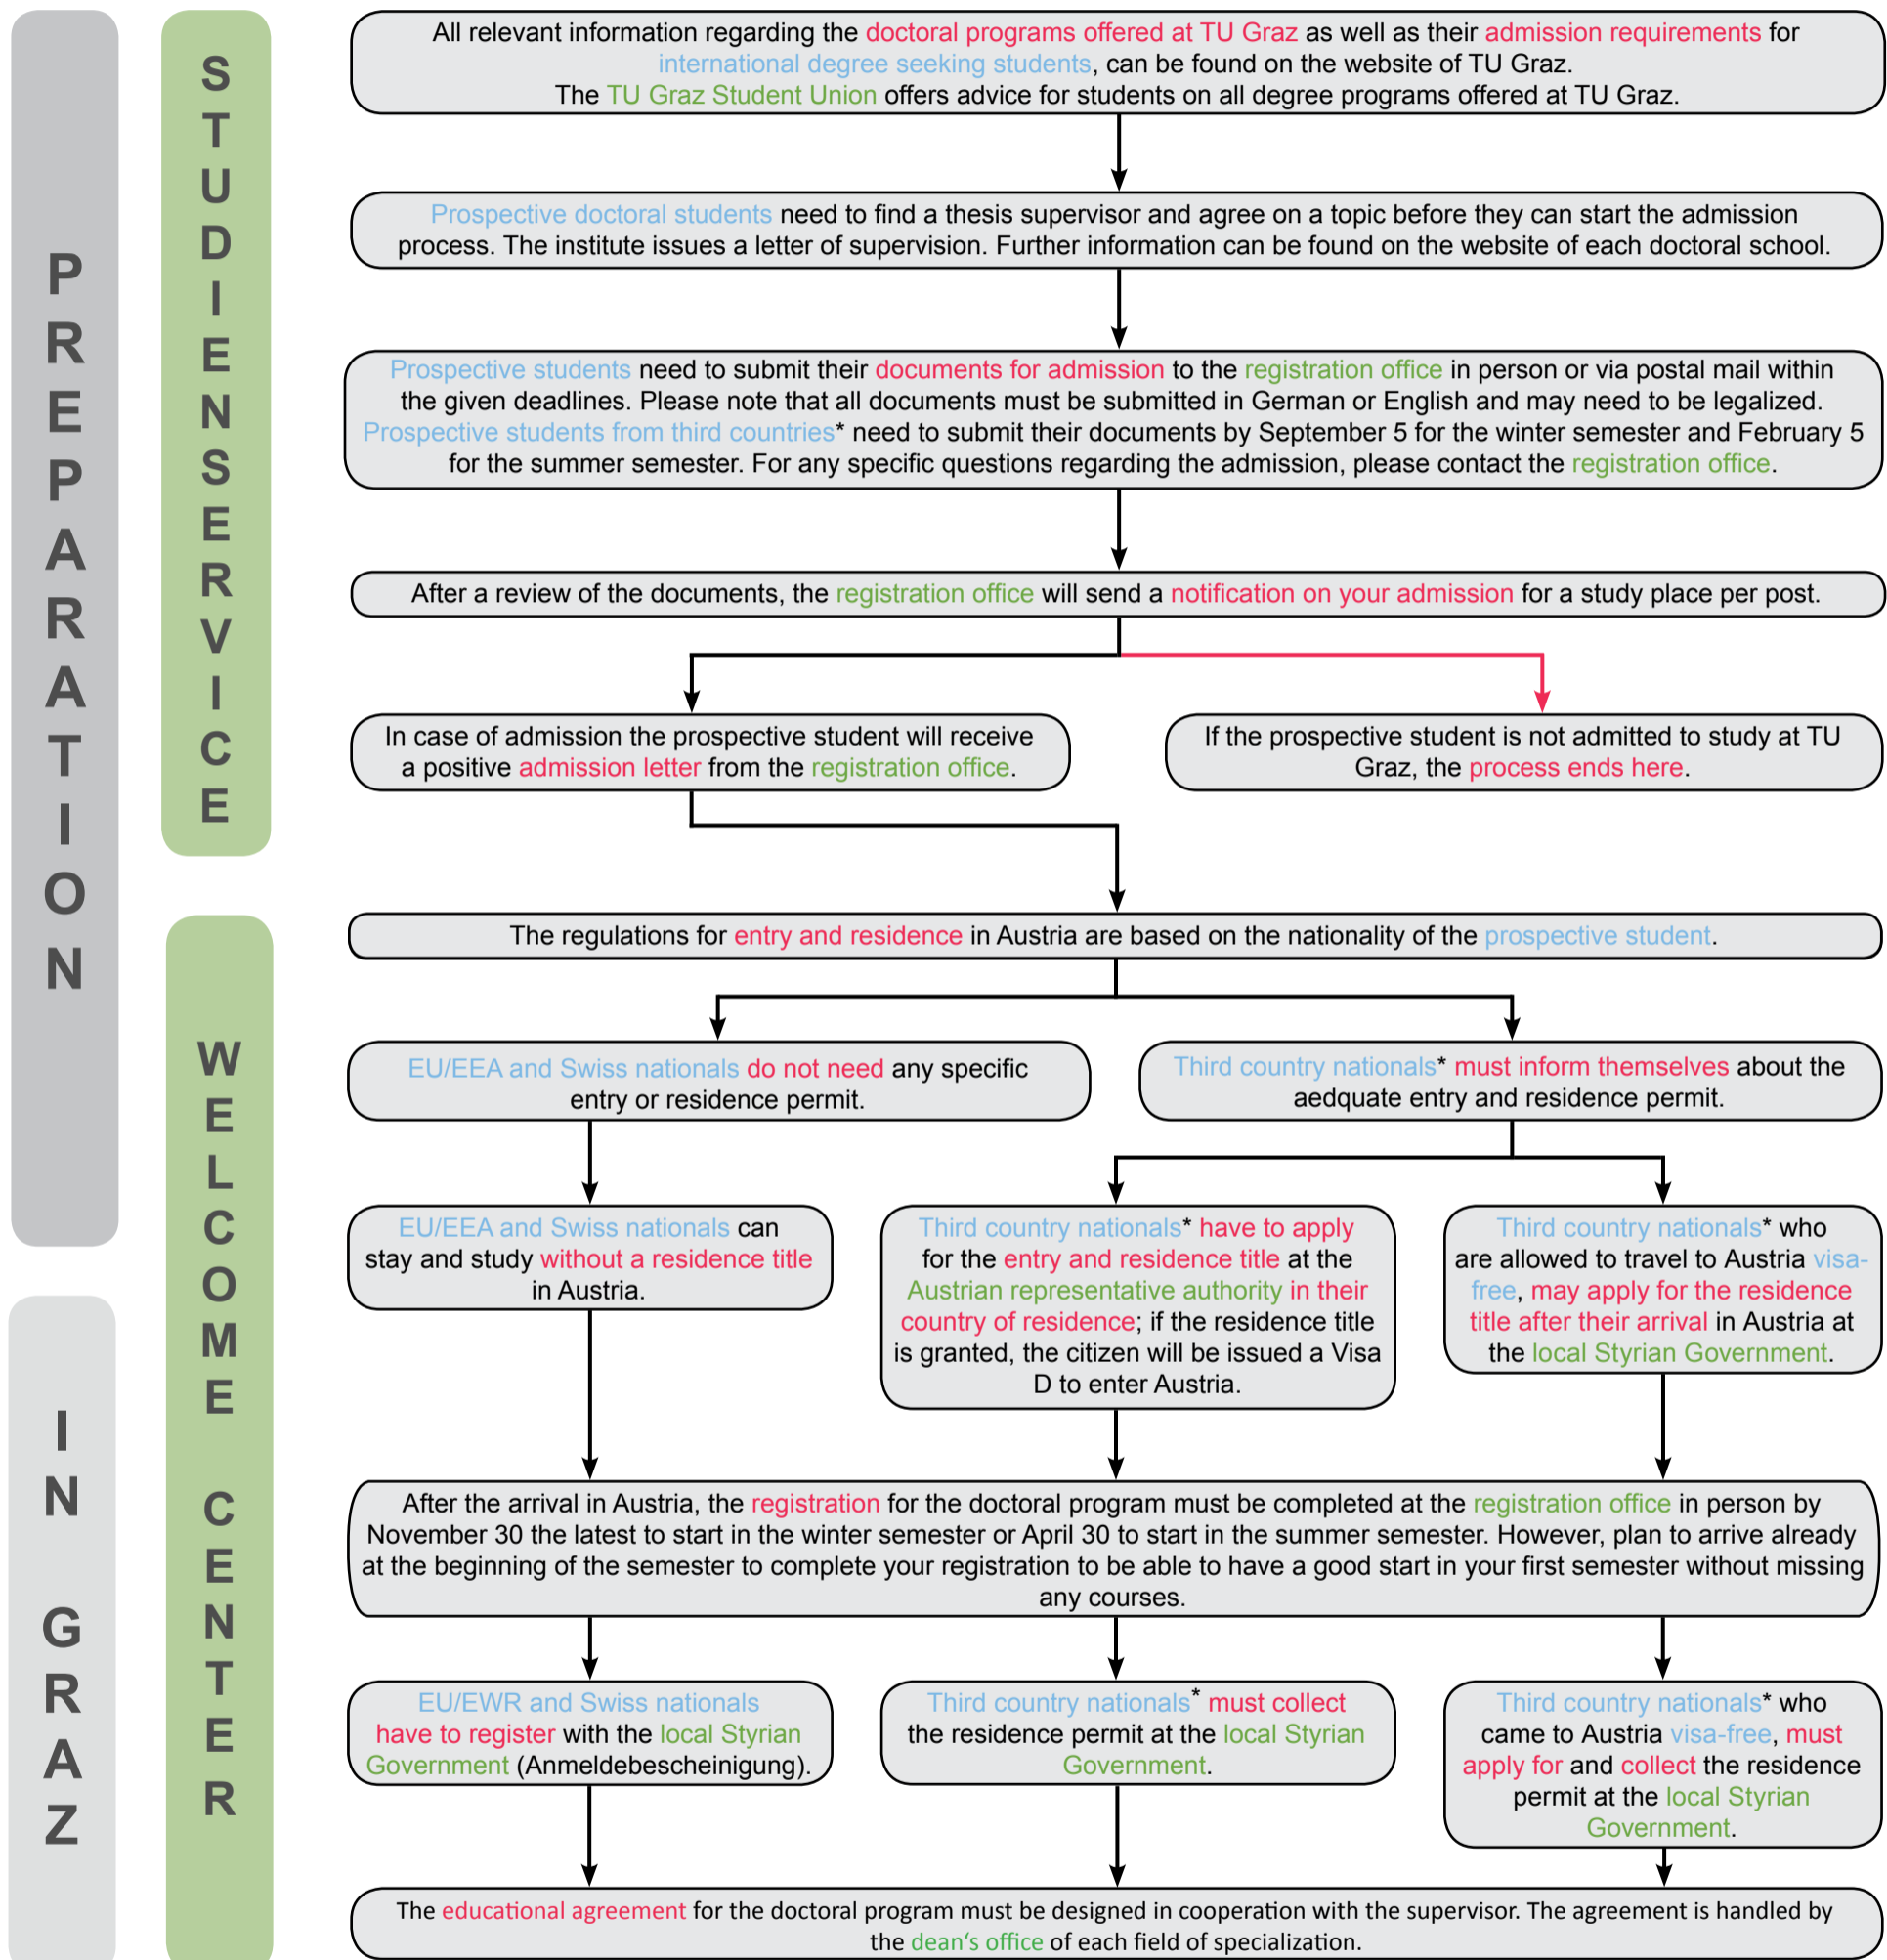 PREPARATION
STUDIENSERVICE
All relevant information regarding the doctoral programs offered at TU Graz as well as their admission requirements for
international degree seeking students, can be found on the website of TU Graz.
The TU Graz Student Union offers advice for students on all degree programs offered at TU Graz.
Prospective doctoral students need to find a thesis supervisor and agree on a topic before they can start the admission
process. The institute issues a letter of supervision. Further information can be found on the website of each doctoral school.
Prospective students need to submit their documents for admission to the registration office in person or via postal mail within
the given deadlines. Please note that all documents must be submitted in German or English and may need to be legalized.
Prospective students from third countries* need to submit their documents by September 5 for the winter semester and February 5
for the summer semester. For any specific questions regarding the admission, please contact the registration office.
After a review of the documents, the registration office will send a notification on your admission for a study place per post.
In case of admission the prospective student will receive
a positive admission letter from the registration office.
If the prospective student is not admitted to study at TU
Graz, the process ends here.
WELCOME CENTER
The regulations for entry and residence in Austria are based on the nationality of the prospective student.
EU/EEA and Swiss nationals do not need any specific
entry or residence permit.
Third country nationals* must inform themselves about the
aedquate entry and residence permit.
EU/EEA and Swiss nationals can
stay and study without a residence title
in Austria.
Third country nationals* have to apply
for the entry and residence title at the
Austrian representative authority in their
country of residence; if the residence title
is granted, the citizen will be issued a Visa
D to enter Austria.
Third country nationals* who
are allowed to travel to Austria visa-
free, may apply for the residence
title after their arrival in Austria at
the local Styrian Government.
IN GRAZ
After the arrival in Austria, the registration for the doctoral program must be completed at the registration office in person by
November 30 the latest to start in the winter semester or April 30 to start in the summer semester. However, plan to arrive already
at the beginning of the semester to complete your registration to be able to have a good start in your first semester without missing
any courses.
EU/EWR and Swiss nationals
have to register with the local Styrian
Government (Anmeldebescheinigung).
Third country nationals* must collect
the residence permit at the local Styrian
Government.
Third country nationals* who
came to Austria visa-free, must
apply for and collect the residence
permit at the local Styrian
Government.
The educational agreement for the doctoral program must be designed in cooperation with the supervisor. The agreement is handled by
the dean‘s office of each field of specialization.